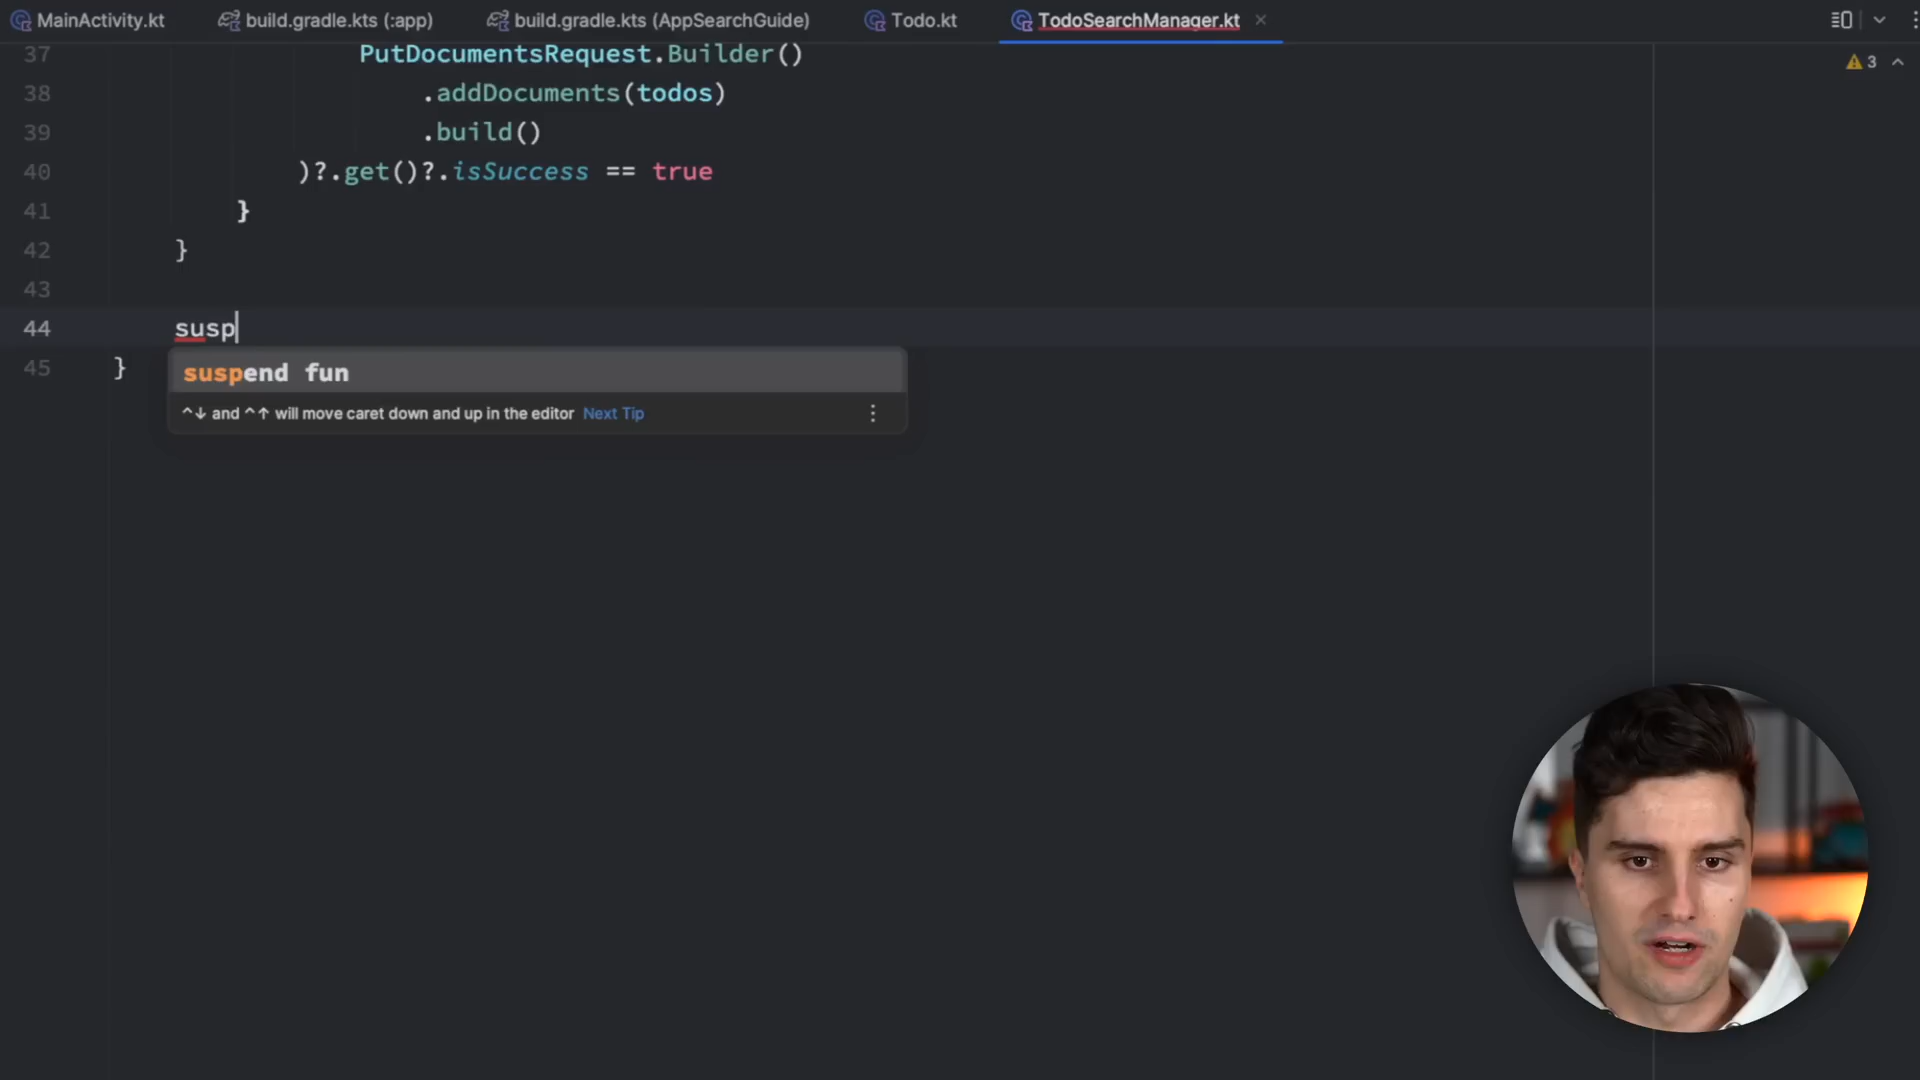 MainActivity.kt build.gradle.kts (:app) build.gradle.kts (AppSearchGuide) Todo.kt TodoSearchManager.kt
37 PutDocumentsRequest.Builder()
3
38 .addDocuments(todos)
39 .build()
40 )?.get()?.isSuccess == true
41 }
42 }
43
44 susp
suspend fun
45 }
^↓ and ^↑ will move caret down and up in the editor Next Tip